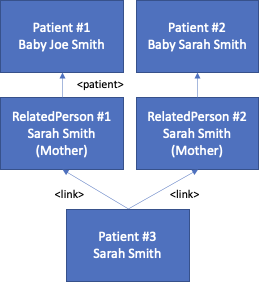 Patient #1
Baby Joe Smith
Patient #2
Baby Sarah Smith
<patient>
RelatedPerson #1
Sarah Smith
(Mother)
RelatedPerson #2
Sarah Smith
(Mother)
<link>
<link>
Patient #3
Sarah Smith